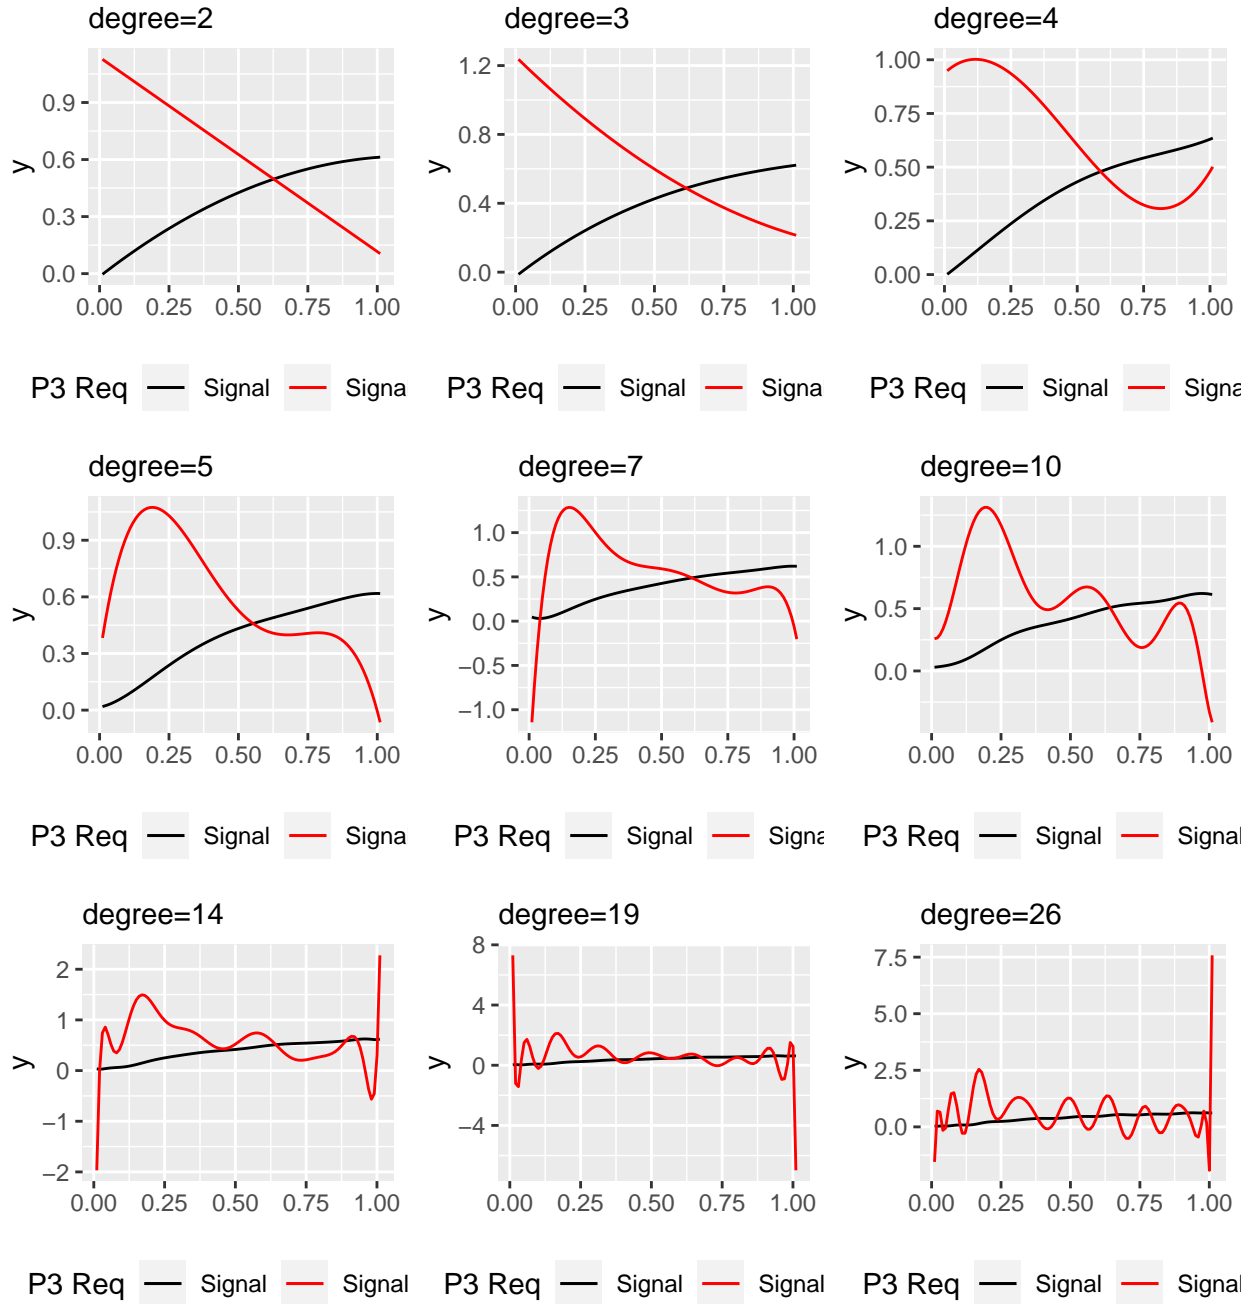 degree=2 degree=3 degree=4
y 0.9 0.6 0.3 0.0
0.00 0.25 0.50 0.75 1.00
y 1.2 0.8 0.4 0.0
0.00 0.25 0.50 0.75 1.00
y 1.00 0.75 0.50 0.25 0.00
0.00 0.25 0.50 0.75 1.00
P3 Req Signal Signa P3 Req Signal Signa P3 Req Signal Signa
degree=5 degree=7 degree=10
y 0.9 0.6 0.3 0.0
0.00 0.25 0.50 0.75 1.00
y 1.0 0.5 0.0 −0.5 −1.0
0.00 0.25 0.50 0.75 1.00
y 1.0 0.5 0.0
0.00 0.25 0.50 0.75 1.00
P3 Req Signal Signa P3 Req Signal Signa P3 Req Signal Signal
degree=14 degree=19 degree=26
y 2 1 0 −1 −2
0.00 0.25 0.50 0.75 1.00
y 8 4 0 −4
0.00 0.25 0.50 0.75 1.00
y 7.5 5.0 2.5 0.0
0.00 0.25 0.50 0.75 1.00
P3 Req Signal Signal P3 Req Signal Signal P3 Req Signal Signal